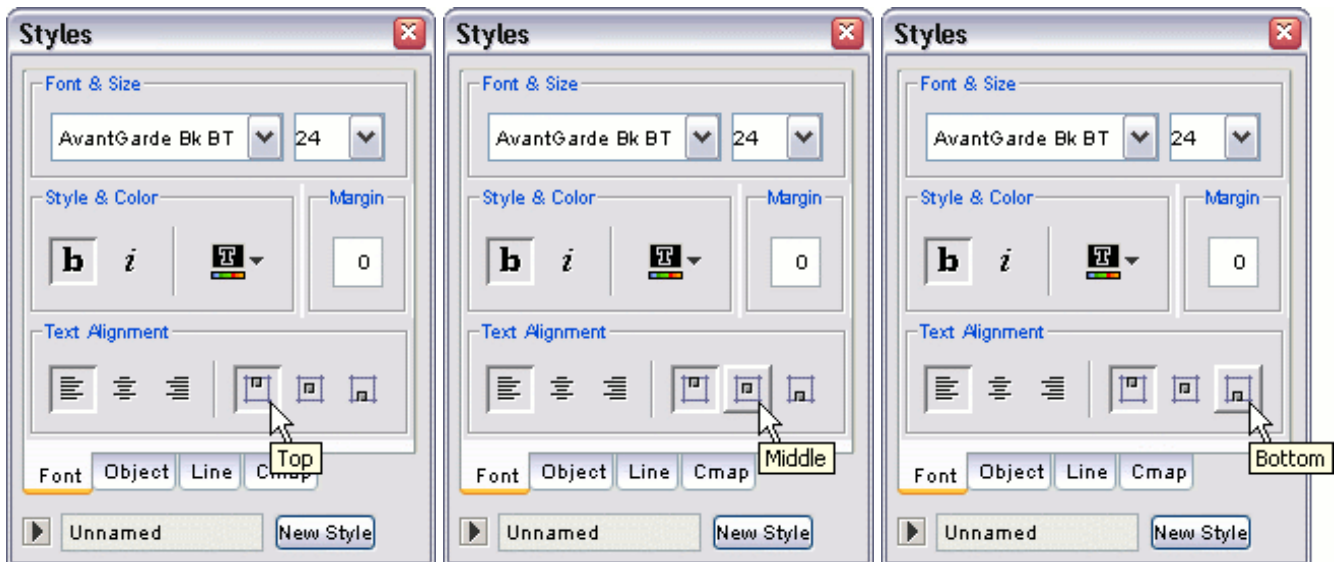 Styles
Font & Size
AvantGarde Bk BT 24
Style & Color Margin
b i T 0
Text Alignment
Top
Font Object Line Cmap
Unnamed New Style
Styles
Font & Size
AvantGarde Bk BT 24
Style & Color Margin
b i T 0
Text Alignment
Middle
Font Object Line Cmap
Unnamed New Style
Styles
Font & Size
AvantGarde Bk BT 24
Style & Color Margin
b i T 0
Text Alignment
Bottom
Font Object Line Cmap
Unnamed New Style